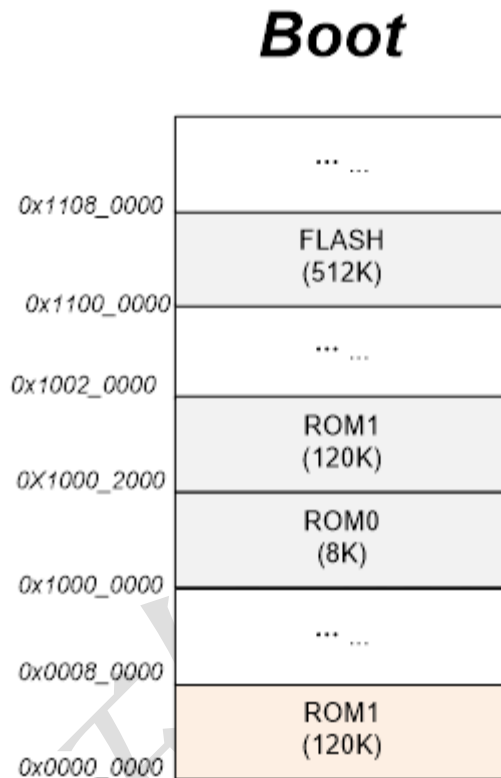 Boot
... ...
0x1108_0000
FLASH
(512K)
0x1100_0000
... ...
0x1002_0000
ROM1
(120K)
0X1000_2000
ROM0
(8K)
0x1000_0000
... ...
0x0008_0000
ROM1
(120K)
0x0000_0000